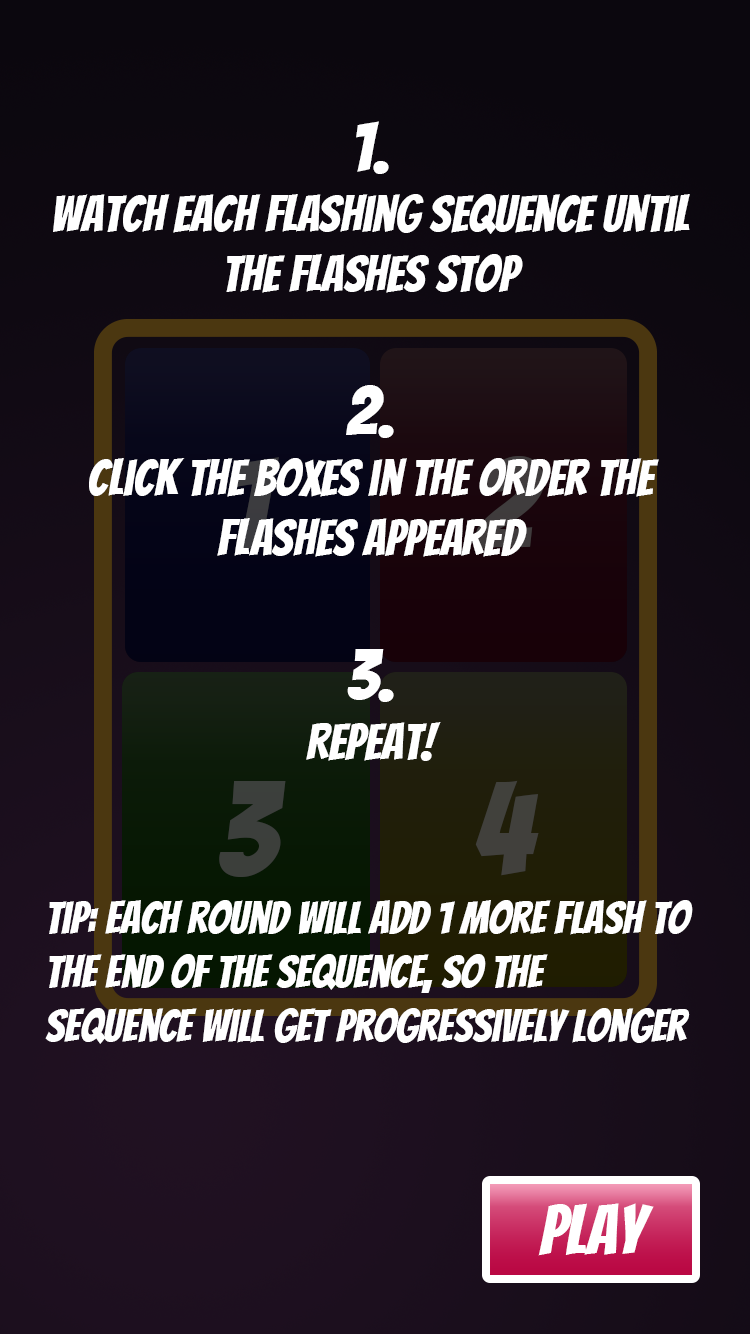 1.
WATCH EACH FLASHING SEQUENCE UNTIL
THE FLASHES STOP
2.
CLICK THE BOXES IN THE ORDER THE
FLASHES APPEARED
1
2
3.
REPEAT!
3
4
TIP: EACH ROUND WILL ADD 1 MORE FLASH TO
THE END OF THE SEQUENCE, SO THE
SEQUENCE WILL GET PROGRESSIVELY LONGER
PLAY